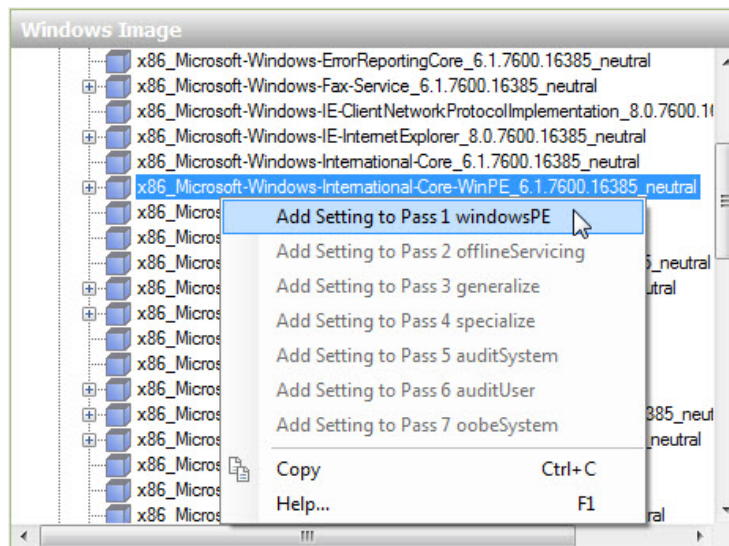 Windows Image
x86_Microsoft-Windows-ErrorReportingCore_6.1.7600.16385_neutral
x86_Microsoft-Windows-Fax-Service_6.1.7600.16385_neutral
x86_Microsoft-Windows-IE-ClientNetworkProtocolImplementation_8.0.7600.1
x86_Microsoft-Windows-IE-InternetExplorer_8.0.7600.16385_neutral
x86_Microsoft-Windows-International-Core_6.1.7600.16385_neutral
x86_Microsoft-Windows-International-Core-WinPE_6.1.7600.16385_neutral
x86_Micros
Add Setting to Pass 1 windowsPE
x86_Micros
Add Setting to Pass 2 offlineServicing
x86_Micros 5_neutral
x86_Micros utral
Add Setting to Pass 3 generalize
x86_Micros
Add Setting to Pass 4 specialize
x86_Micros
Add Setting to Pass 5 auditSystem
x86_Micros
x86_Micros
Add Setting to Pass 6 auditUser
x86_Micros 385_neut
Add Setting to Pass 7 oobeSystem
x86_Micros neutral
x86_Micros
Copy Ctrl+C
x86_Micros
Help... F1
x86_Micros ral